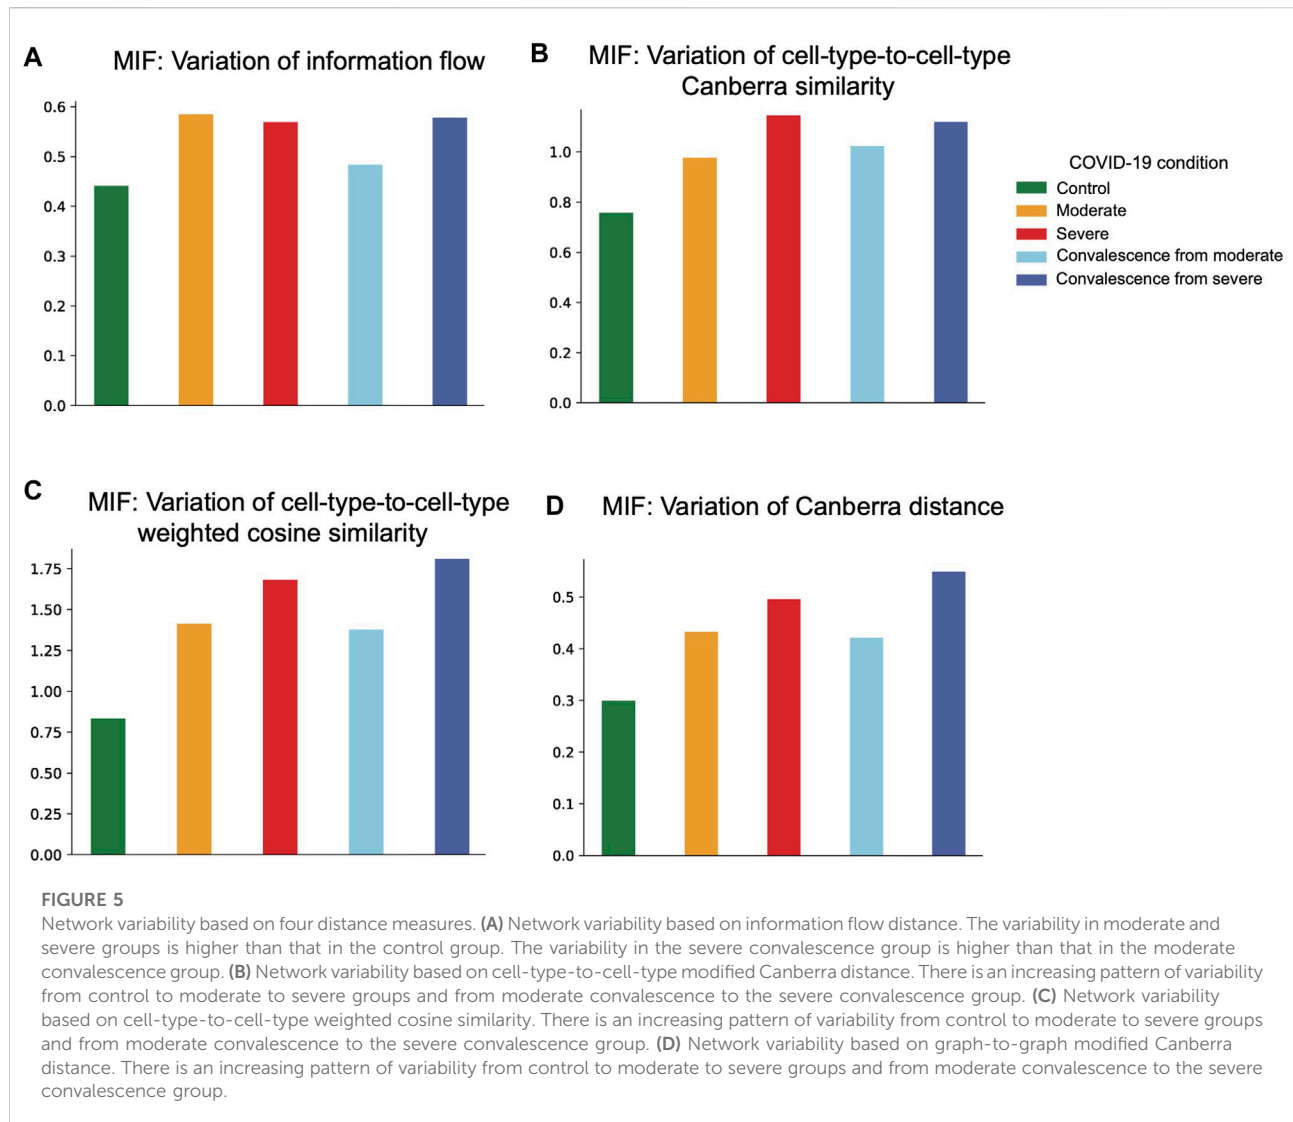 A
MIF: Variation of information flow
0.6
0.5
0.4
0.3
0.2
0.1
0.0
B
MIF: Variation of cell-type-to-cell-type
Canberra similarity
1.0
0.8
0.6
0.4
0.2
0.0
COVID-19 condition
Control
Moderate
Severe
Convalescence from moderate
Convalescence from severe
C
MIF: Variation of cell-type-to-cell-type
weighted cosine similarity
1.75
1.50
1.25
1.00
0.75
0.50
0.25
0.00
D
MIF: Variation of Canberra distance
0.5
0.4
0.3
0.2
0.1
0.0
FIGURE 5
Network variability based on four distance measures. (A) Network variability based on information flow distance. The variability in moderate and
severe groups is higher than that in the control group. The variability in the severe convalescence group is higher than that in the moderate
convalescence group. (B) Network variability based on cell-type-to-cell-type modified Canberra distance. There is an increasing pattern of variability
from control to moderate to severe groups and from moderate convalescence to the severe convalescence group. (C) Network variability
based on cell-type-to-cell-type weighted cosine similarity. There is an increasing pattern of variability from control to moderate to severe groups
and from moderate convalescence to the severe convalescence group. (D) Network variability based on graph-to-graph modified Canberra
distance. There is an increasing pattern of variability from control to moderate to severe groups and from moderate convalescence to the severe
convalescence group.